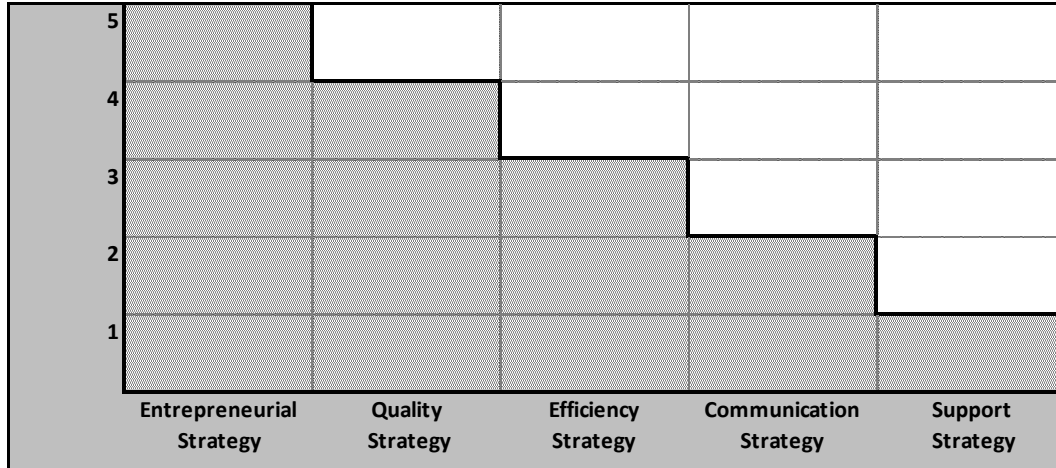 5
4
3
2
1
Entrepreneurial Quality Efficiency Communication Support
Strategy Strategy Strategy Strategy Strategy